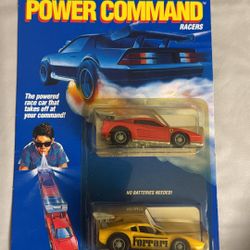 POWER COMMAND
RACERS
The powered
race car that
takes off at
your command!
NO BATTERIES NEEDED!
Ferrari